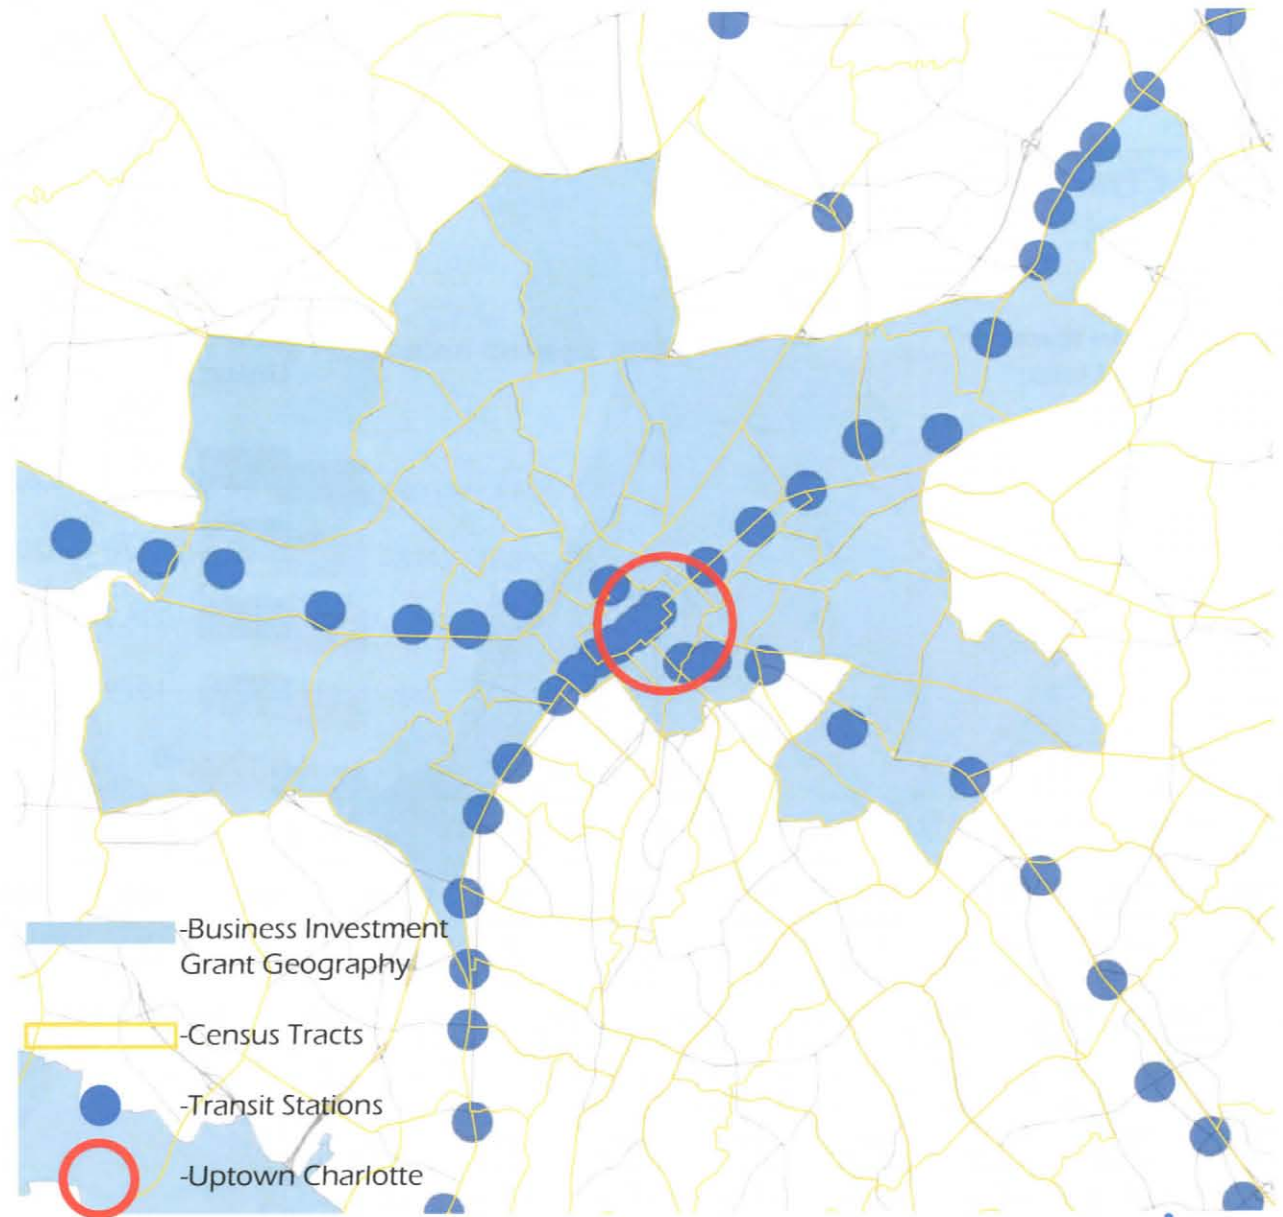 -Business Investment
Grant Geography
-Census Tracts
-Transit Stations
-Uptown Charlotte